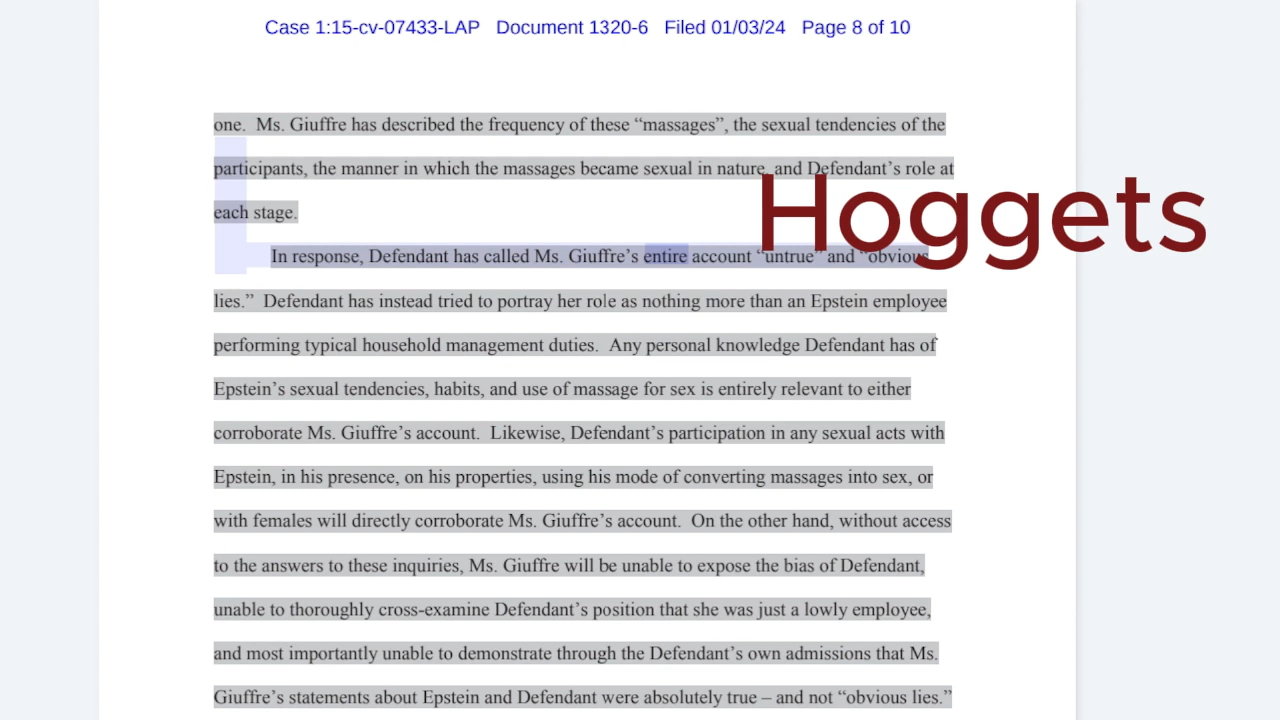 Case 1:15-cv-07433-LAP Document 1320-6 Filed 01/03/24 Page 8 of 10
one. Ms. Giuffre has described the frequency of these “massages”, the sexual tendencies of the
participants, the manner in which the massages became sexual in nature, and Defendant’s role at
each stage.
Hoggets
In response, Defendant has called Ms. Giuffre’s entire account “untrue” and “obvious
lies.” Defendant has instead tried to portray her role as nothing more than an Epstein employee
performing typical household management duties. Any personal knowledge Defendant has of
Epstein’s sexual tendencies, habits, and use of massage for sex is entirely relevant to either
corroborate Ms. Giuffre’s account. Likewise, Defendant’s participation in any sexual acts with
Epstein, in his presence, on his properties, using his mode of converting massages into sex, or
with females will directly corroborate Ms. Giuffre’s account. On the other hand, without access
to the answers to these inquiries, Ms. Giuffre will be unable to expose the bias of Defendant,
unable to thoroughly cross-examine Defendant’s position that she was just a lowly employee,
and most importantly unable to demonstrate through the Defendant’s own admissions that Ms.
Giuffre’s statements about Epstein and Defendant were absolutely true – and not “obvious lies.”